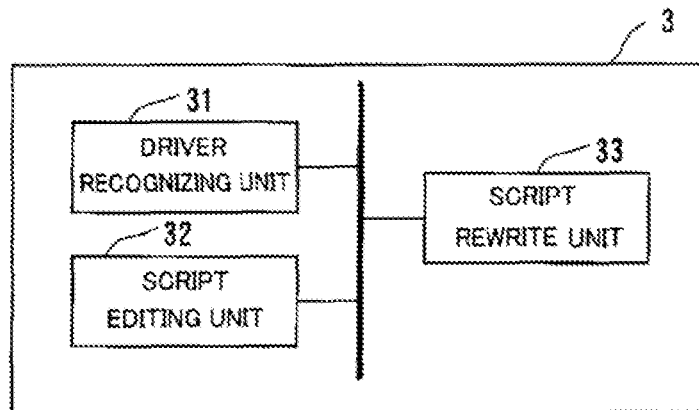 3
31
DRIVER
RECOGNIZING UNIT
32
SCRIPT
EDITING UNIT
33
SCRIPT
REWRITE UNIT